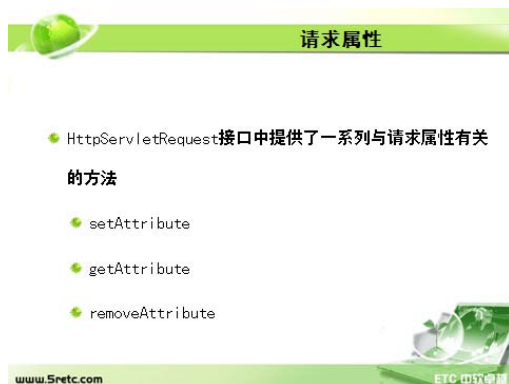 请求属性
HttpServletRequest接口中提供了一系列与请求属性有关
的方法
setAttribute
getAttribute
removeAttribute
www.5retc.com
ETC 中软卓越